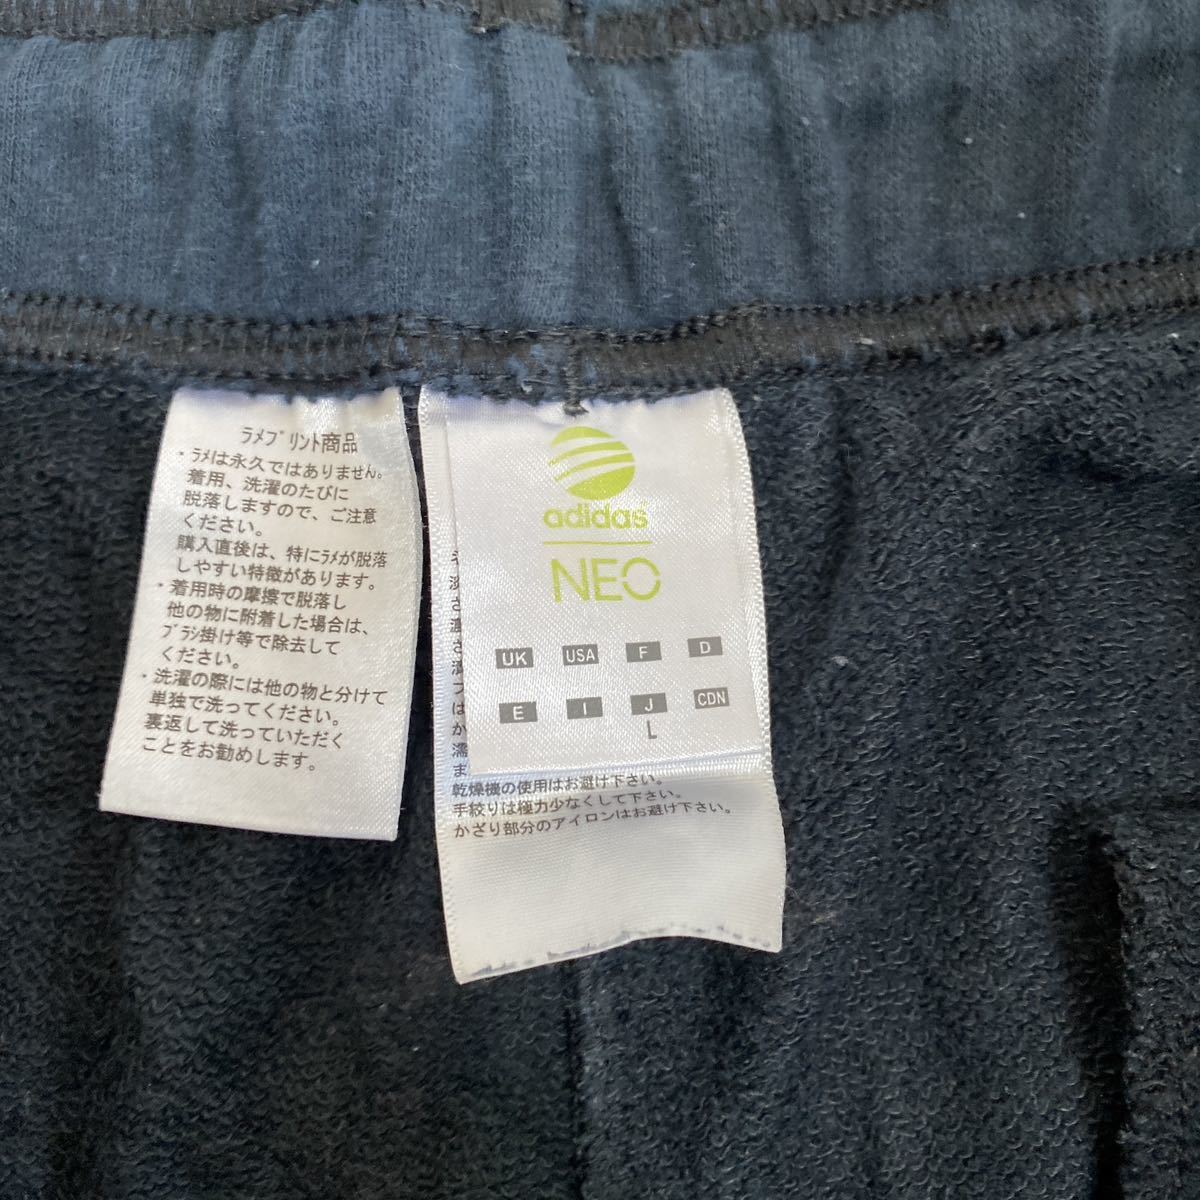 ラメプリント商品
・ラメは永久ではありません。
着用、洗濯のたびに
脱落しますので、ご注意
ください。
購入直後は、特にラメが脱落
しやすい特徴があります。
・着用時の摩擦で脱落し
他の物に附着した場合は、
ブラシ掛け等で除去して
ください。
・洗濯の際には他の物と分けて
単独で洗ってください。
裏返して洗っていただく
ことをお勧めします。
adidas
NEO
UK USA F D
E I J CDN
L
乾燥機の使用はお避け下さい。
手絞りは極力少なくして下さい。
かざり部分のアイロンはお避け下さい。